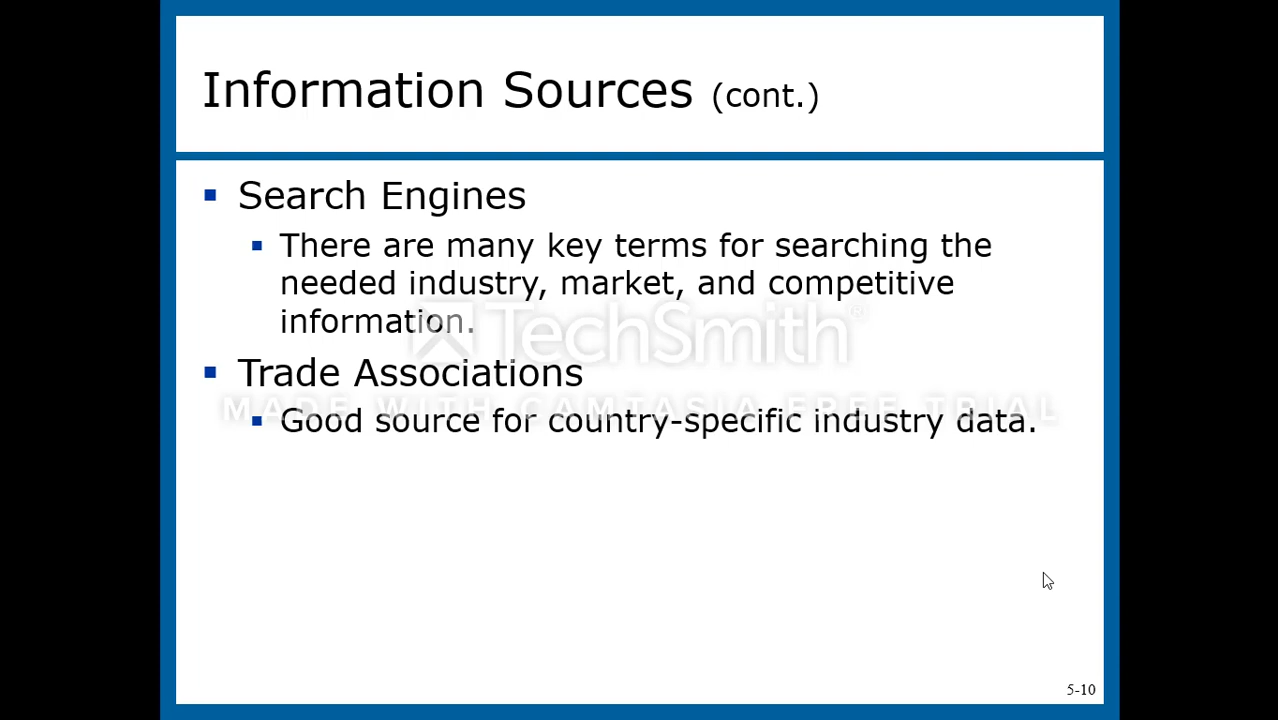 Information Sources (cont.)
Search Engines
There are many key terms for searching the
needed industry, market, and competitive
information.
TechSmith®
Trade Associations
MADE WITH CAMTASIA FREE TRIAL
Good source for country-specific industry data.
5-10